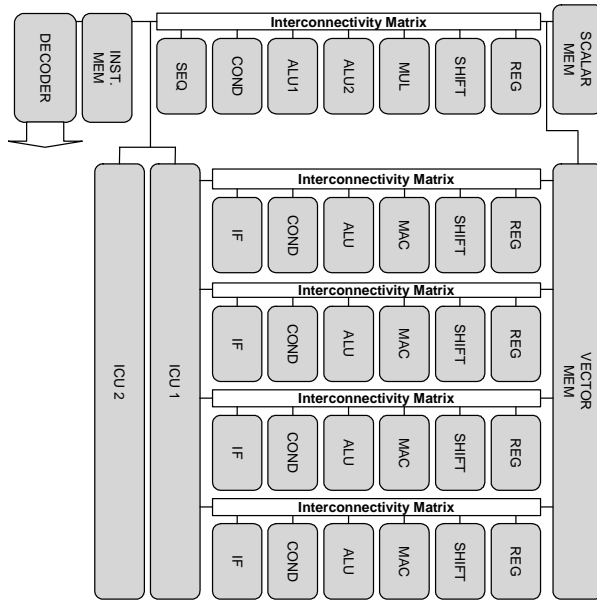 Interconnectivity Matrix
DECODER
INST.
MEM
SEQ
COND
ALU1
ALU2
MUL
SHIFT
REG
SCALAR
MEM
Interconnectivity Matrix
IF
COND
ALU
MAC
SHIFT
REG
Interconnectivity Matrix
IF
COND
ALU
MAC
SHIFT
REG
Interconnectivity Matrix
IF
COND
ALU
MAC
SHIFT
REG
Interconnectivity Matrix
IF
COND
ALU
MAC
SHIFT
REG
ICU 2
ICU 1
VECTOR
MEM